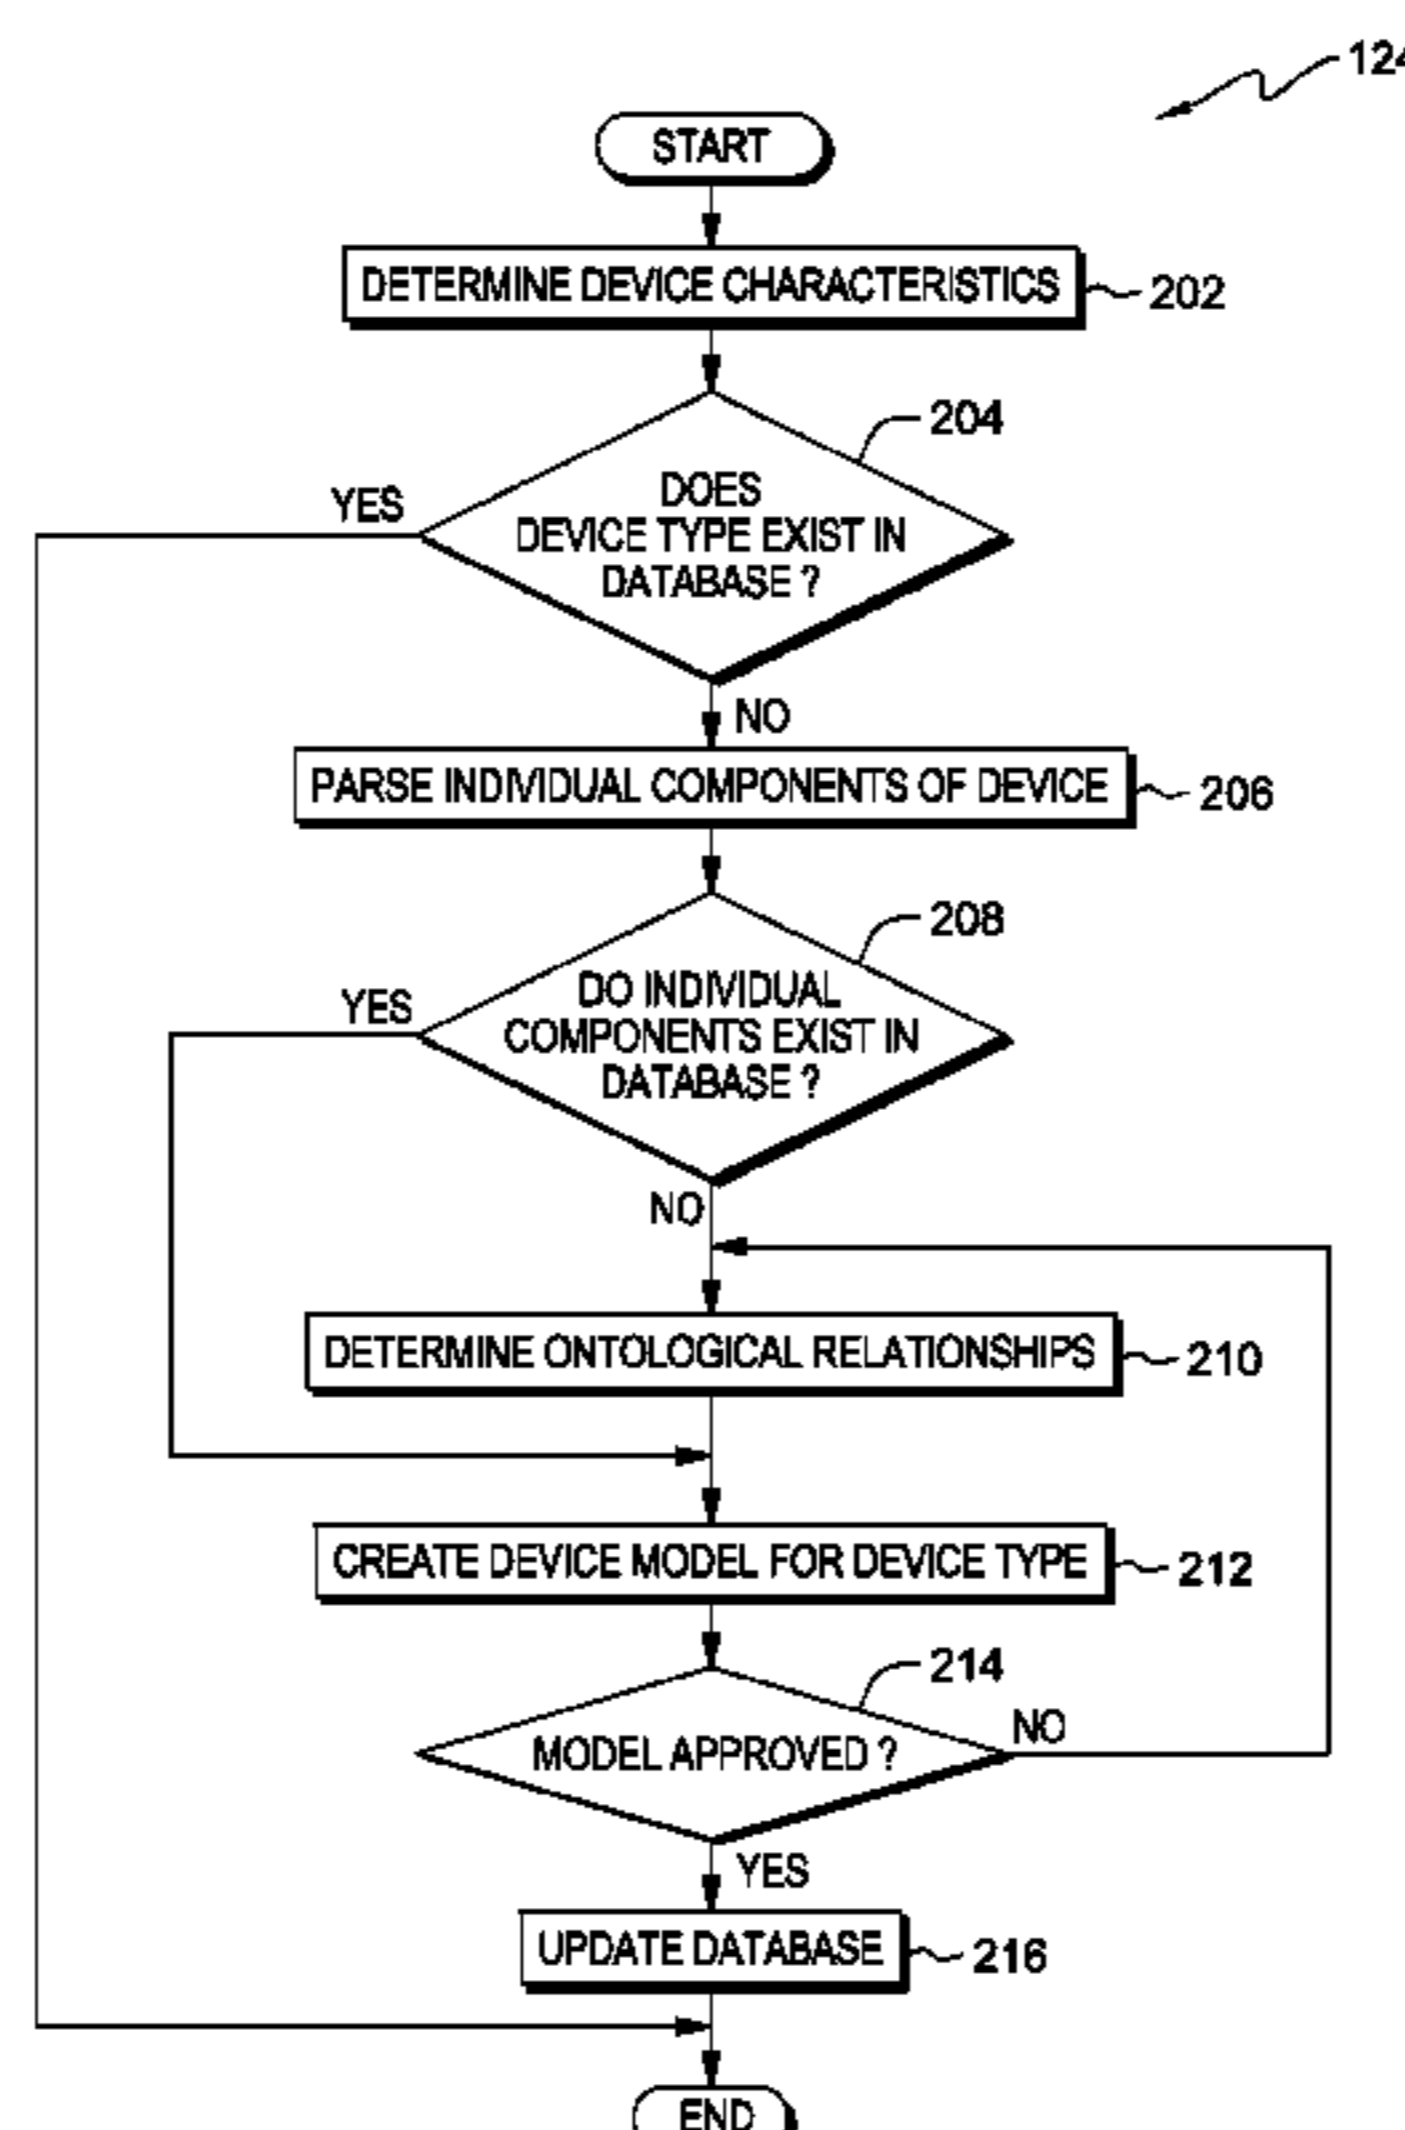 124
START
DETERMINE DEVICE CHARACTERISTICS
202
204
YES
DOES
DEVICE TYPE EXIST IN
DATABASE ?
NO
PARSE INDIVIDUAL COMPONENTS OF DEVICE
206
208
YES
DO INDIVIDUAL
COMPONENTS EXIST IN
DATABASE ?
NO
DETERMINE ONTOLOGICAL RELATIONSHIPS
210
CREATE DEVICE MODEL FOR DEVICE TYPE
212
214
NO
MODEL APPROVED ?
YES
UPDATE DATABASE
216
END